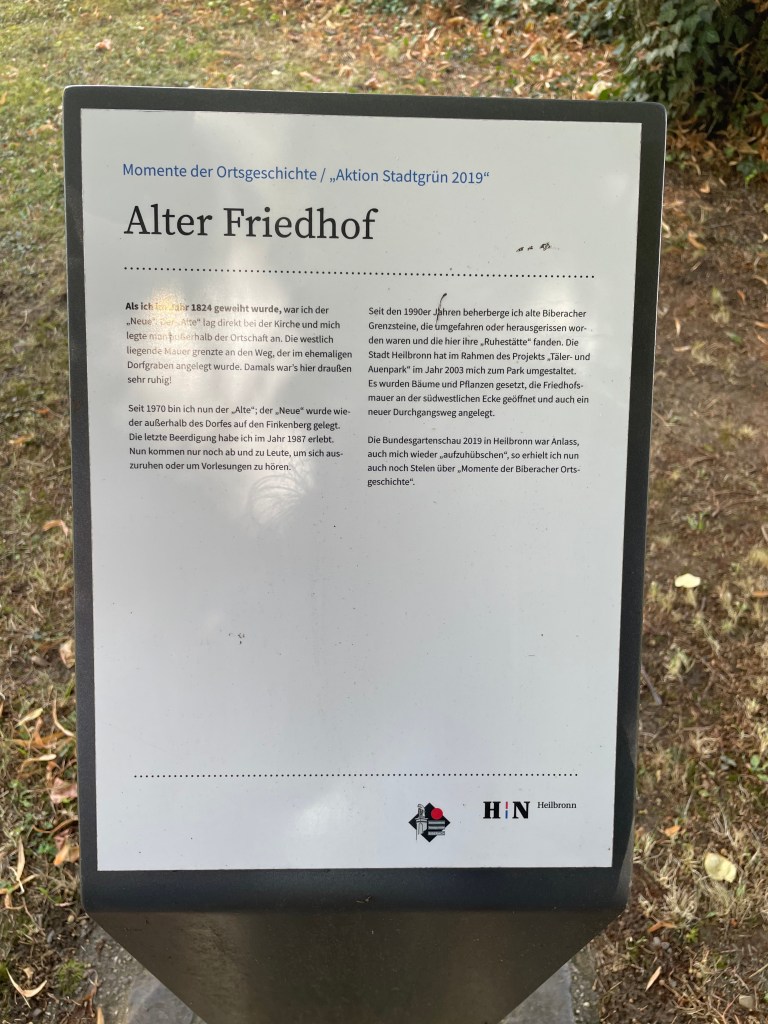 Momente der Ortsgeschichte / „Aktion Stadtgrün 2019“
Alter Friedhof
Als ich im Jahr 1824 geweiht wurde, war ich der
„Neue“; der „Alte“ lag direkt bei der Kirche und mich
legte man außerhalb der Ortschaft an. Die westlich
liegende Mauer grenzte an den Weg, der im ehemaligen
Dorfgraben angelegt wurde. Damals war’s hier draußen
sehr ruhig!
Seit 1970 bin ich nun der „Alte“; der „Neue“ wurde wie-
der außerhalb des Dorfes auf den Finkenberg gelegt.
Die letzte Beerdigung habe ich im Jahr 1987 erlebt.
Nun kommen nur noch ab und zu Leute, um sich aus-
zuruhen oder um Vorlesungen zu hören.
Seit den 1990er Jahren beherberge ich alte Biberacher
Grenzsteine, die umgefahren oder herausgerissen wor-
den waren und die hier ihre „Ruhestätte“ fanden. Die
Stadt Heilbronn hat im Rahmen des Projekts „Täler- und
Auenpark“ im Jahr 2003 mich zum Park umgestaltet.
Es wurden Bäume und Pflanzen gesetzt, die Friedhofs-
mauer an der südwestlichen Ecke geöffnet und auch ein
neuer Durchgangsweg angelegt.
Die Bundesgartenschau 2019 in Heilbronn war Anlass,
auch mich wieder „aufzuhübschen“, so erhielt ich nun
auch noch Stelen über „Momente der Biberacher Orts-
geschichte“.
H¦N Heilbronn